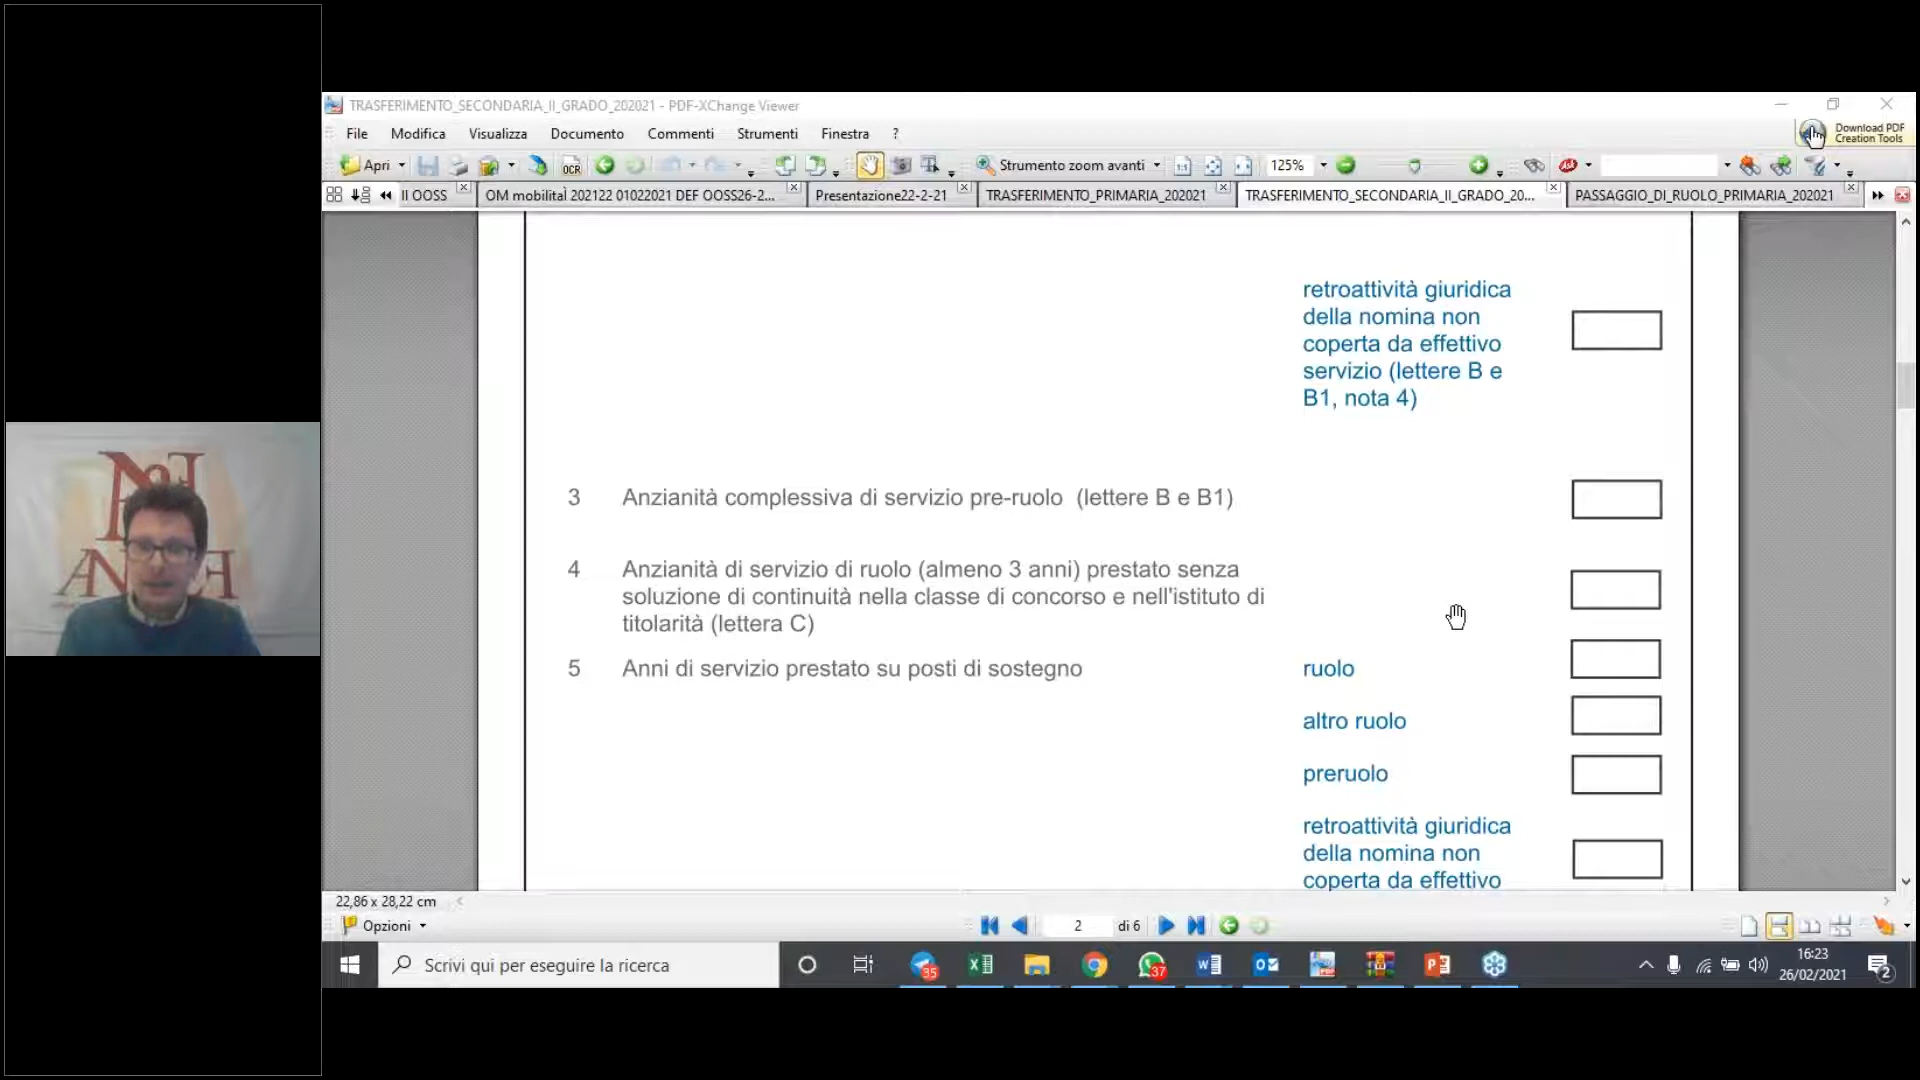 TRASFERIMENTO_SECONDARIA_II_GRADO_202021 - PDF-XChange Viewer
File Modifica Visualizza Documento Commenti Strumenti Finestra ?
Download PDF
Creation Tools
Apri OCR Strumento zoom avanti 1:1 125%
II OOSS OM mobilità 202122 01022021 DEF OOSS26-2... Presentazione22-2-21 TRASFERIMENTO_PRIMARIA_202021 TRASFERIMENTO_SECONDARIA_II_GRADO_20... PASSAGGIO_DI_RUOLO_PRIMARIA_202021
retroattività giuridica
della nomina non
coperta da effettivo
servizio (lettere B e
B1, nota 4)
3 Anzianità complessiva di servizio pre-ruolo (lettere B e B1)
4 Anzianità di servizio di ruolo (almeno 3 anni) prestato senza
soluzione di continuità nella classe di concorso e nell'istituto di
titolarità (lettera C)
5 Anni di servizio prestato su posti di sostegno ruolo
altro ruolo
preruolo
retroattività giuridica
della nomina non
coperta da effettivo
22,86 x 28,22 cm
Opzioni 2 di 6
Scrivi qui per eseguire la ricerca 35 37 16:23
26/02/2021 2